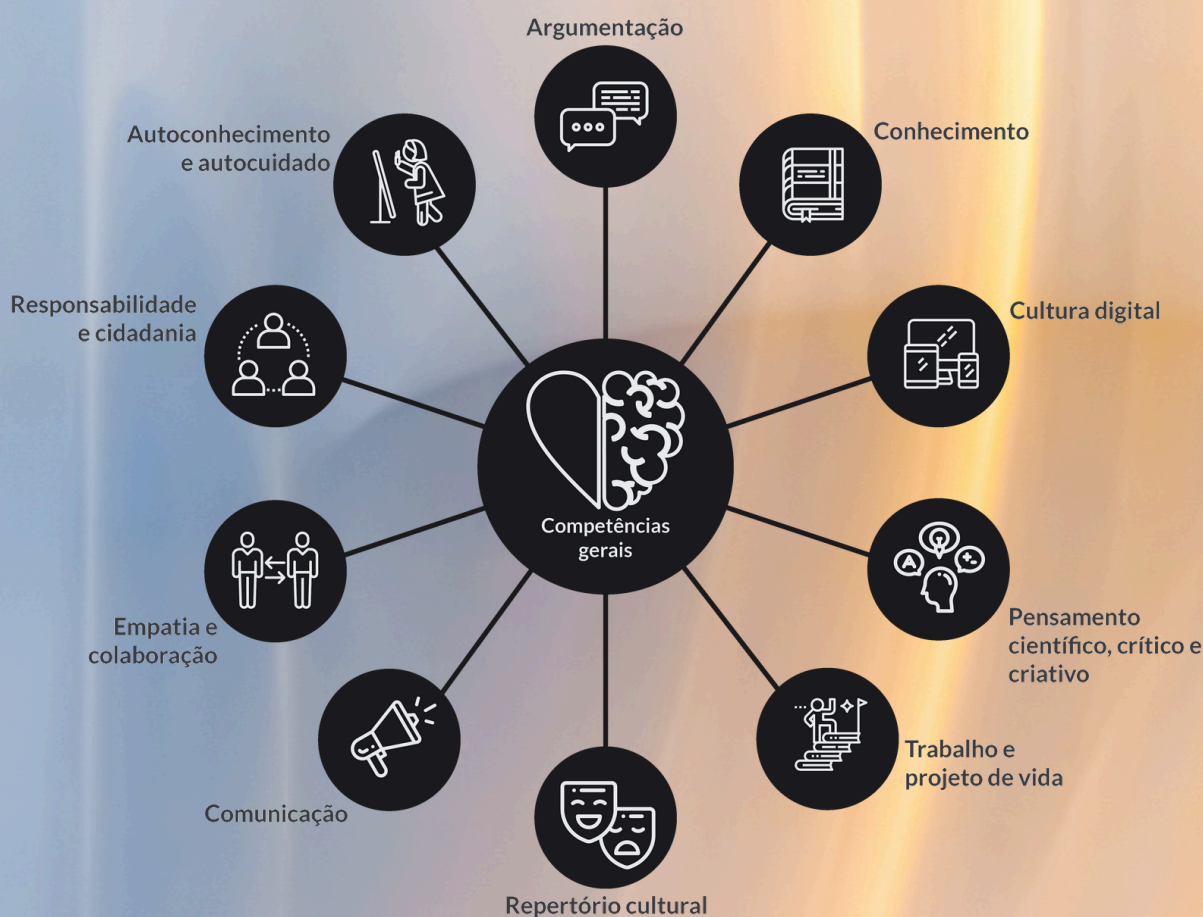 Argumentação
Conhecimento
Autoconhecimento
e autocuidado
Responsabilidade
e cidadania
Cultura digital
Competências
gerais
Empatia e
colaboração
Pensamento
científico, crítico e
criativo
Trabalho e
projeto de vida
Comunicação
Repertório cultural